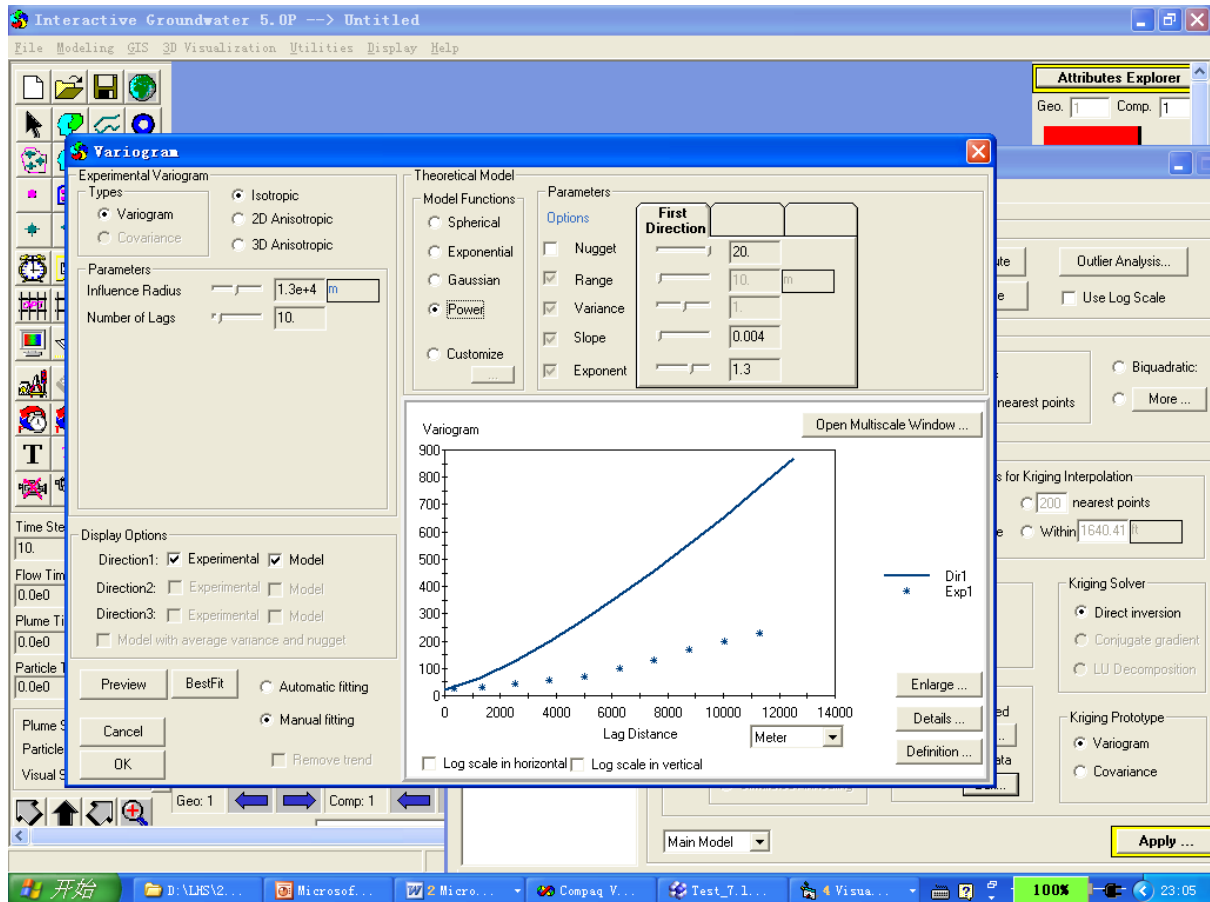 Interactive Groundwater 5.0P --> Untitled
File Modeling GIS 3D Visualization Utilities Display Help
Attributes Explorer
Geo. 1 Comp. 1
Variogram
Experimental Variogram
Types
Variogram
Covariance
Isotropic
2D Anisotropic
3D Anisotropic
Parameters
Influence Radius 1.3e+4 m
Number of Lags 10.
Theoretical Model
Model Functions
Spherical
Exponential
Gaussian
Power
Customize
...
Parameters
Options
First
Direction
Nugget 20.
Range 10. m
Variance 1.
Slope 0.004
Exponent 1.3
Outlier Analysis...
Use Log Scale
Biquadratic:
nearest points
More ...
s for Kriging Interpolation
200 nearest points
Within 1640.41 ft
Kriging Solver
Direct inversion
Conjugate gradient
LU Decomposition
Kriging Prototype
Variogram
Covariance
Open Multiscale Window ...
Variogram
900
800
700
600
500
400
300
200
100
0
0 2000 4000 6000 8000 10000 12000 14000
Lag Distance
Meter
Dir1
Exp1
Enlarge ...
Details ...
Definition ...
Log scale in horizontal
Log scale in vertical
Display Options
Direction1: Experimental Model
Direction2: Experimental Model
Direction3: Experimental Model
Model with average variance and nugget
Preview
BestFit
Automatic fitting
Cancel
Manual fitting
OK
Remove trend
T
Time Ste
10.
Flow Tim
0.0e0
Plume Ti
0.0e0
Particle T
0.0e0
Plume S
Particle
Visual S
Geo: 1
Comp: 1
Main Model
Apply ...
开始
D:\LHS\2...
Microsof...
2 Micro...
Compaq V...
Test_7.1...
4 Visua...
100%
23:05